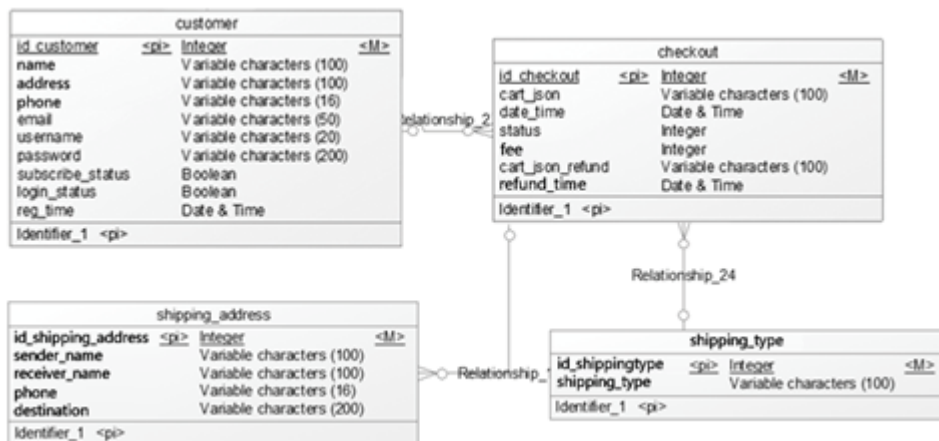 customer
id_customer <pi> Integer <M>
name Variable characters (100)
address Variable characters (100)
phone Variable characters (16)
email Variable characters (50)
username Variable characters (20)
password Variable characters (200)
subscribe_status Boolean
login_status Boolean
reg_time Date & Time
Identifier_1 <pi>
elationship_2
checkout
id_checkout <pi> Integer <M>
cart_json Variable characters (100)
date_time Date & Time
status Integer
fee Integer
cart_json_refund Variable characters (100)
refund_time Date & Time
Identifier_1 <pi>
Relationship_24
shipping_address
id_shipping_address <pi> Integer <M>
sender_name Variable characters (100)
receiver_name Variable characters (100)
phone Variable characters (16)
destination Variable characters (200)
Identifier_1 <pi>
Relationship_
shipping_type
id_shippingtype <pi> Integer <M>
shipping_type Variable characters (100)
Identifier_1 <pi>